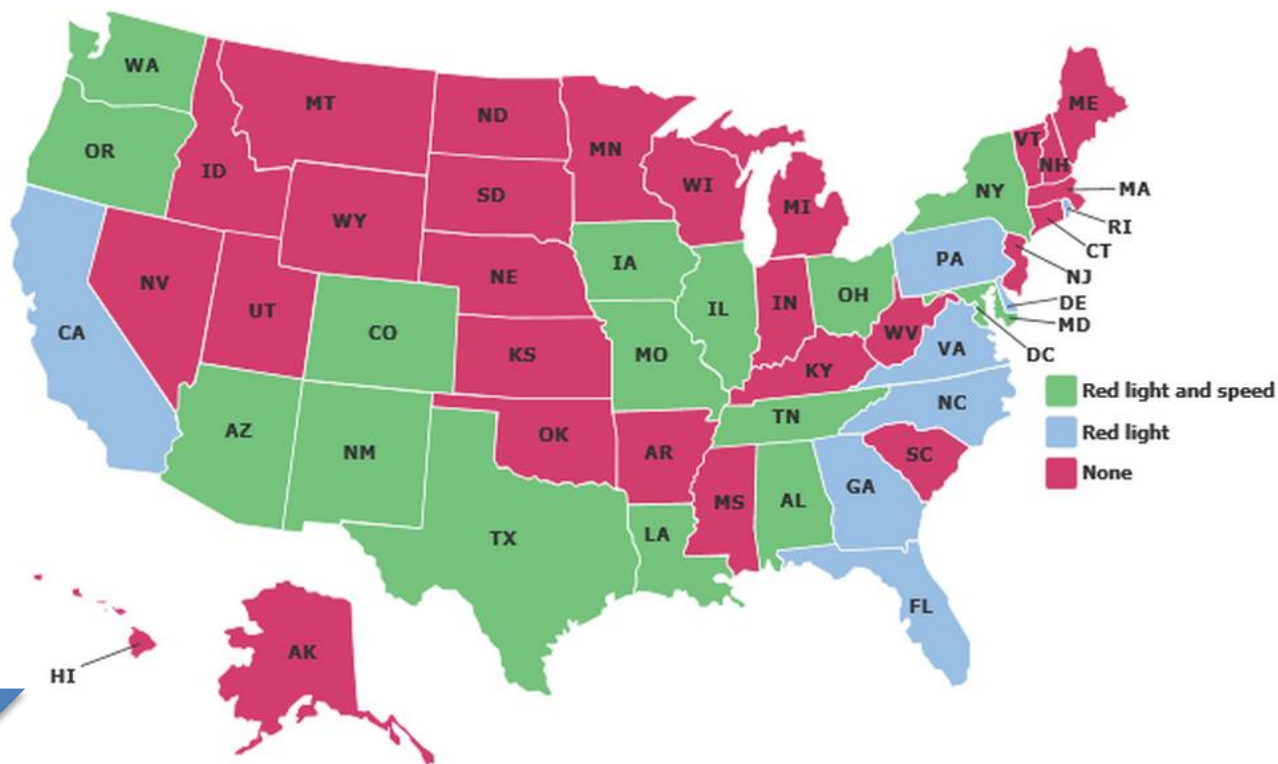 WA
MT
ND
MN
ME
VT
NH
OR
ID
SD
WI
MI
NY
MA
RI
CT
WY
NJ
IA
PA
NE
DE
MD
NV
UT
CO
IL
IN
OH
WV
VA
DC
CA
KS
MO
KY
Red light and speed
NC
Red light
TN
AZ
NM
OK
AR
SC
None
MS
AL
GA
TX
LA
FL
HI
AK